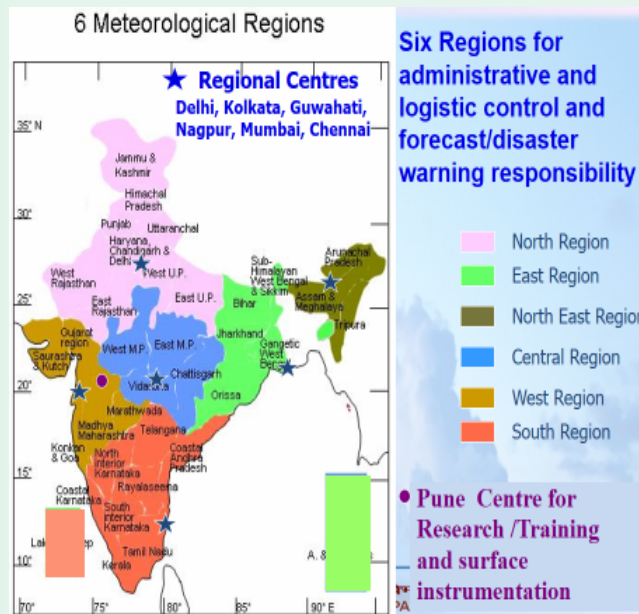 6 Meteorological Regions
Regional Centres
Delhi, Kolkata, Guwahati,
Nagpur, Mumbai, Chennai
Six Regions for
administrative and
logistic control and
forecast/disaster
warning responsibility
35° N
30°
25°
20°
15°
10°
70°
75°
80°
85°
90° E
Jammu &
Kashmir
Himachal
Pradesh
Punjab
Uttaranchal
Haryana,
Chandigarh &
Delhi
West U.P.
West
Rajasthan
East
Rajasthan
East U.P.
Sub-
Himalayan
West Bengal
& Sikkim
Arunachal
Pradesh
Assam &
Meghalaya
Tripura
Bihar
Jharkhand
Gangetic
West
Gujarat
region
Saurashtra
& Kutch
West M.P.
East M.P.
Chattisgarh
Vidarbha
Orissa
Marathwada
Madhya
Maharashtra
Telangana
Konkan
& Goa
North
Interior
Karnataka
Coastal
Andhra
Pradesh
Rayalaseema
Coastal
Karnataka
South
Interior
Karnataka
Tamil Nadu
Kerala
A. &
North Region
East Region
North East Region
Central Region
West Region
South Region
Pune Centre for
Research /Training
and surface
instrumentation